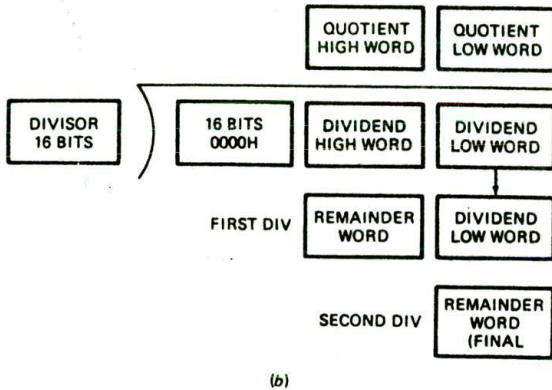 QUOTIENT
HIGH WORD
QUOTIENT
LOW WORD
DIVISOR
16 BITS
16 BITS
0000H
DIVIDEND
HIGH WORD
DIVIDEND
LOW WORD
FIRST DIV
REMAINDER
WORD
DIVIDEND
LOW WORD
SECOND DIV
REMAINDER
WORD
(FINAL
(b)